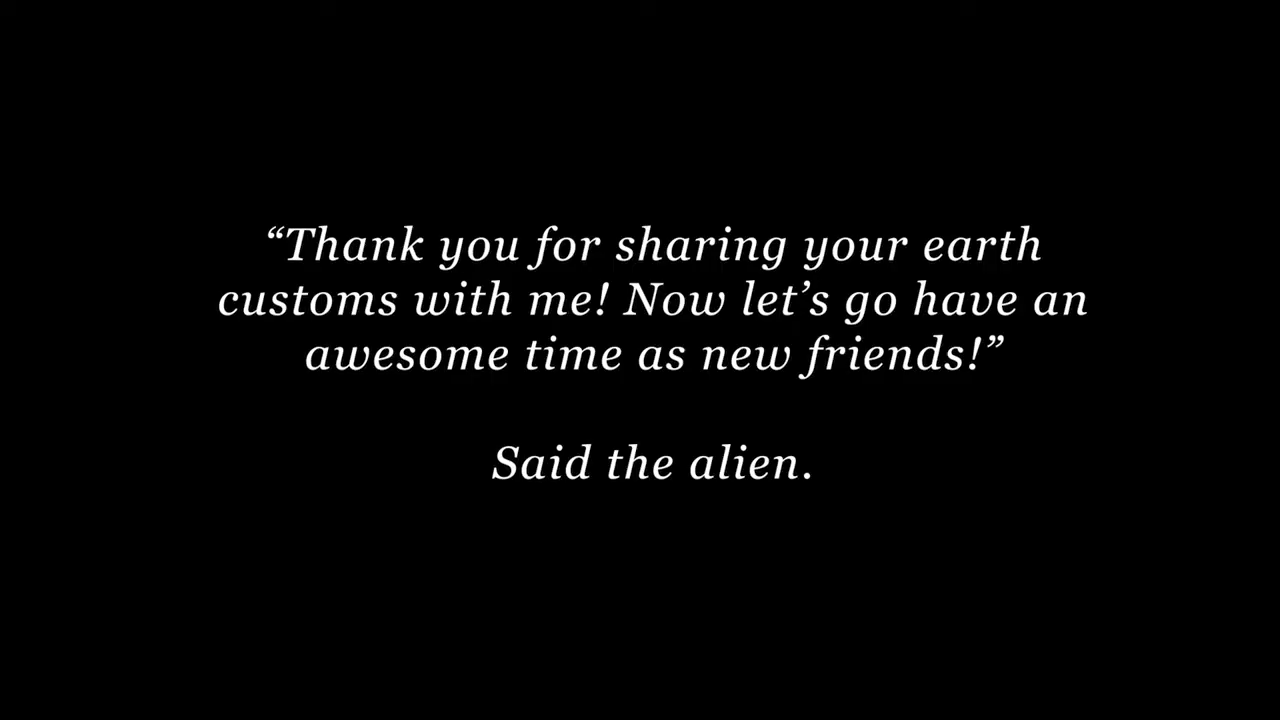 “Thank you for sharing your earth
customs with me! Now let’s go have an
awesome time as new friends!”
Said the alien.